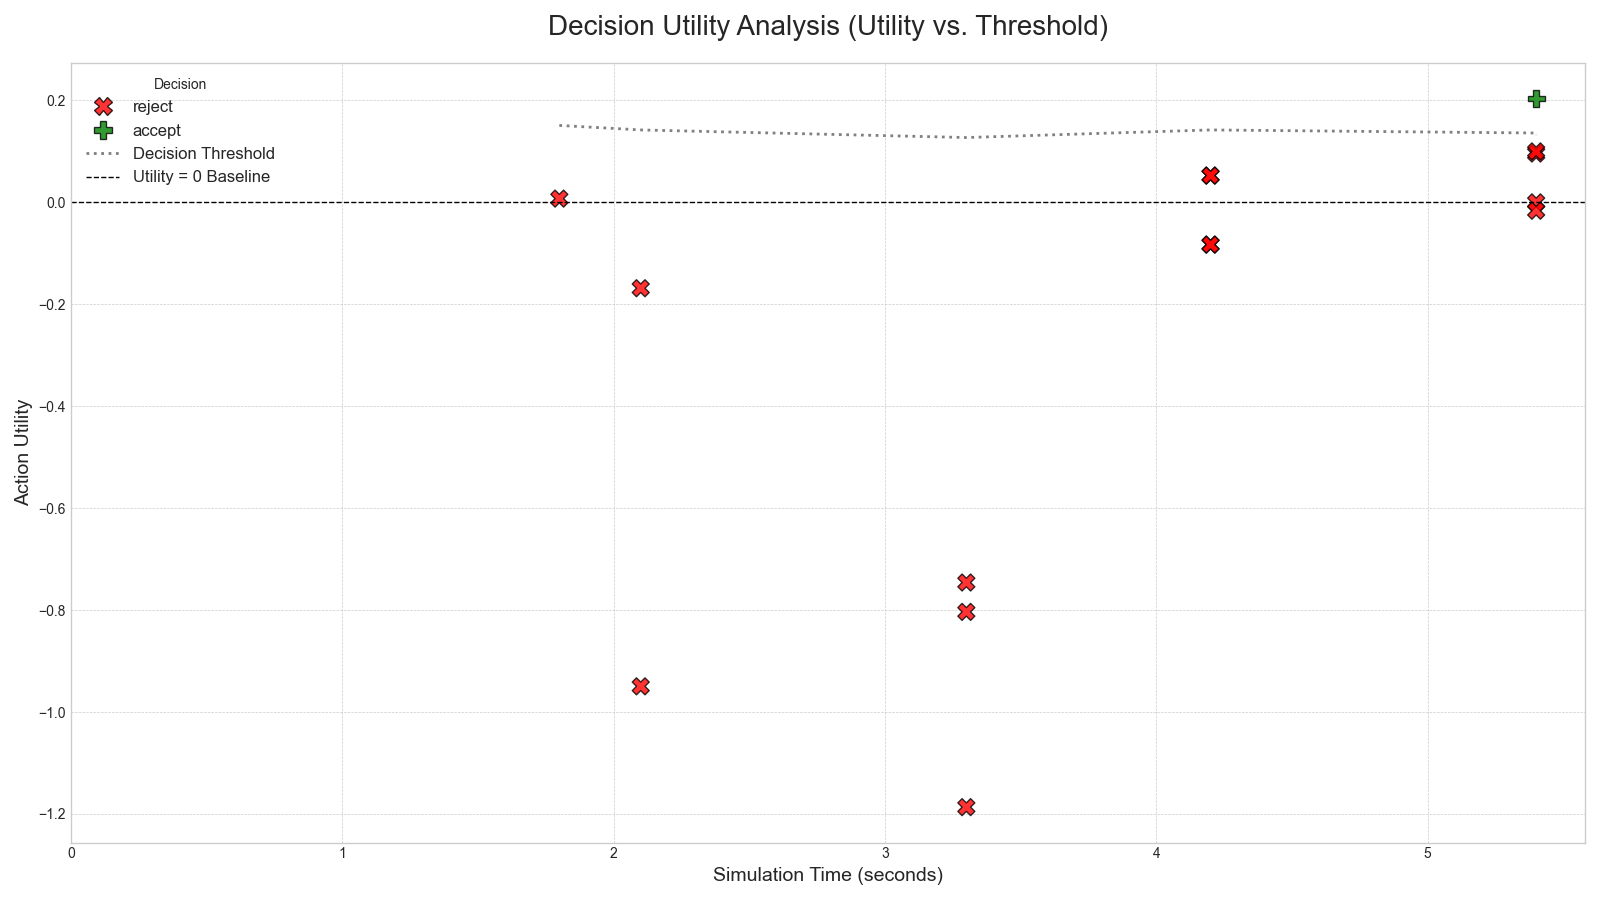 Decision Utility Analysis (Utility vs. Threshold)
Decision
reject
accept
Decision Threshold
Utility = 0 Baseline
0.2
0.0
−0.2
−0.4
−0.6
−0.8
−1.0
−1.2
Action Utility
0 1 2 3 4 5
Simulation Time (seconds)